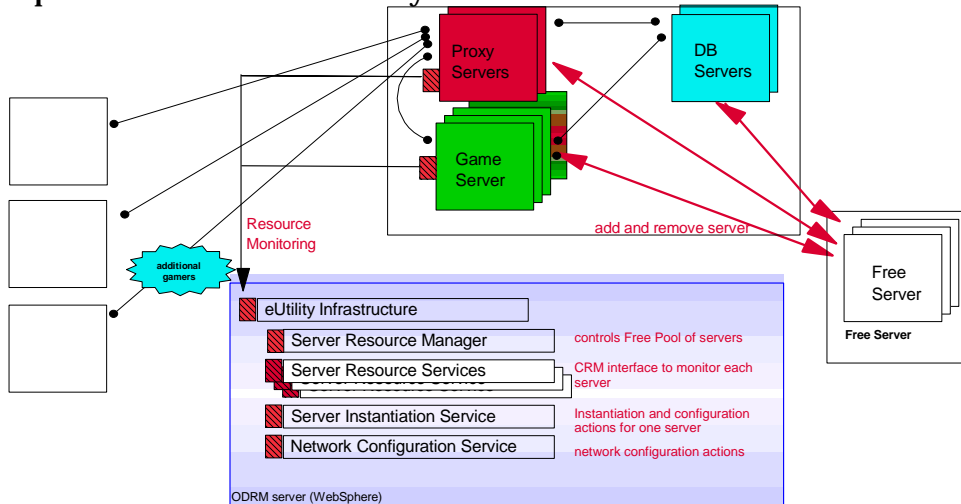 Proxy
Servers
DB
Servers
Game
Server
Resource
Monitoring
add and remove server
additional
gamers
Free
Server
Free Server
eUtility Infrastructure
Server Resource Manager
controls Free Pool of servers
Server Resource Services
CRM interface to monitor each
server
Server Instantiation Service
Instantiation and configuration
actions for one server
Network Configuration Service
network configuration actions
ODRM server (WebSphere)